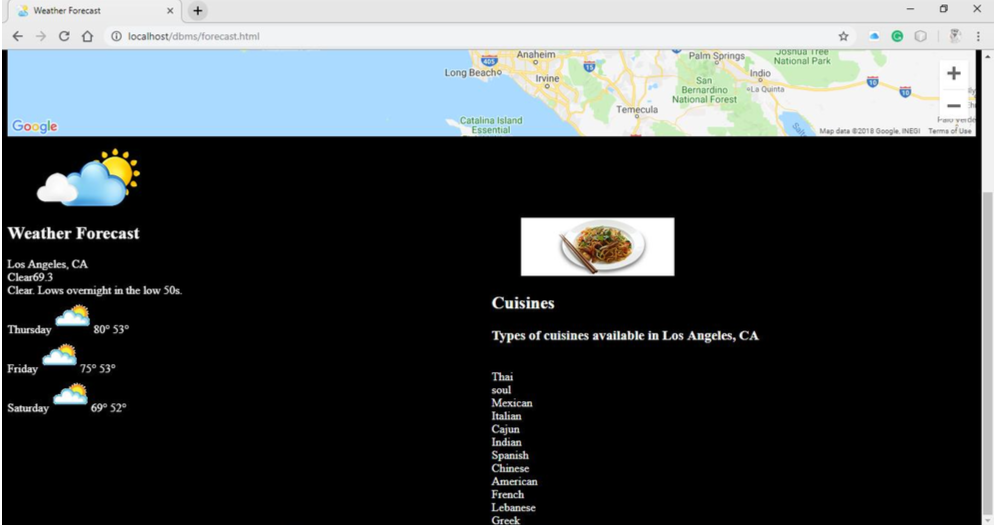 Weather Forecast
localhost/dbms/forecast.html
Anaheim
405
Long Beach
Irvine
15
Palm Springs
Joshua Tree
National Park
Indio
San
Bernardino
National Forest
La Quinta
10
10
Temecula
Catalina Island
Essential
Google
Map data ©2018 Google, INEGI Terms of Use
Weather Forecast
Los Angeles, CA
Clear69.3
Clear. Lows overnight in the low 50s.
Thursday 80° 53°
Friday 75° 53°
Saturday 69° 52°
Cuisines
Types of cuisines available in Los Angeles, CA
Thai
soul
Mexican
Italian
Cajun
Indian
Spanish
Chinese
American
French
Lebanese
Greek